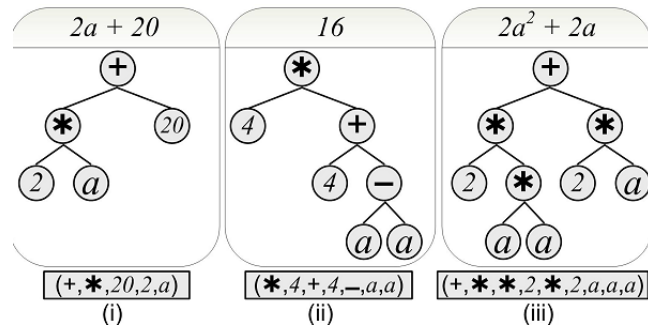 2a + 20
+
* 20
2 a
(+,*,20,2,a)
(i)
16
*
4 +
4 −
a a
(*,4,+,4,−,a,a)
(ii)
2a² + 2a
+
* *
2 * 2 a
a a
(+,*,*,2,*,2,a,a,a)
(iii)